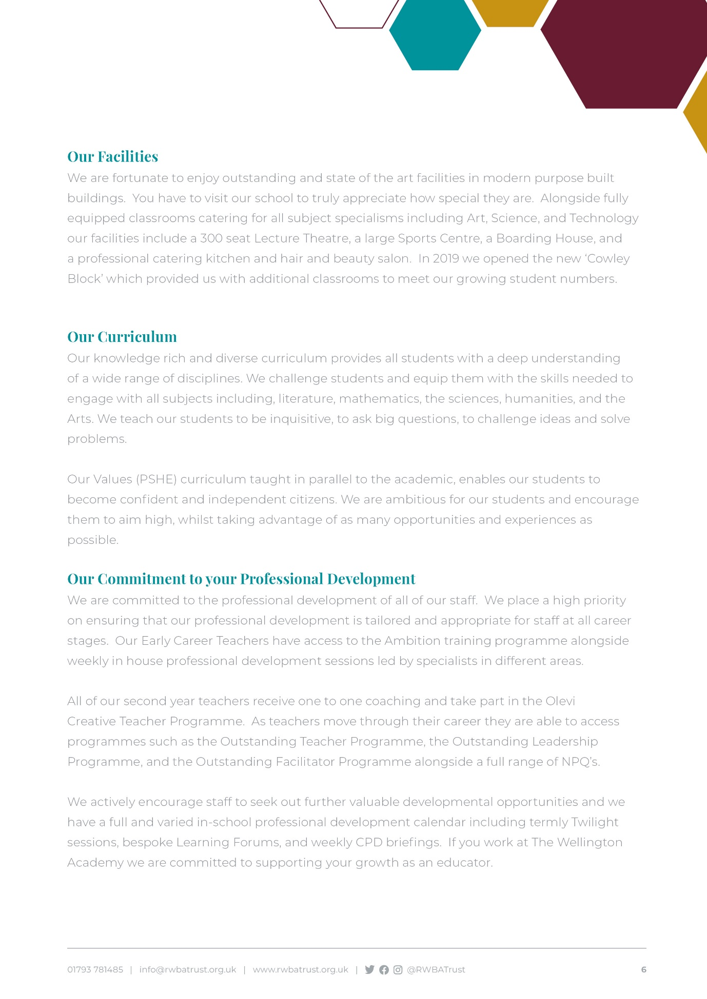 Our Facilities
We are fortunate to enjoy outstanding and state of the art facilities in modern purpose built
buildings.  You have to visit our school to truly appreciate how special they are.  Alongside fully
equipped classrooms catering for all subject specialisms including Art, Science, and Technology
our facilities include a 300 seat Lecture Theatre, a large Sports Centre, a Boarding House, and
a professional catering kitchen and hair and beauty salon.  In 2019 we opened the new ‘Cowley
Block’ which provided us with additional classrooms to meet our growing student numbers.
Our Curriculum
Our knowledge rich and diverse curriculum provides all students with a deep understanding
of a wide range of disciplines. We challenge students and equip them with the skills needed to
engage with all subjects including, literature, mathematics, the sciences, humanities, and the
Arts. We teach our students to be inquisitive, to ask big questions, to challenge ideas and solve
problems.
Our Values (PSHE) curriculum taught in parallel to the academic, enables our students to
become confident and independent citizens. We are ambitious for our students and encourage
them to aim high, whilst taking advantage of as many opportunities and experiences as
possible.
Our Commitment to your Professional Development
We are committed to the professional development of all of our staff.  We place a high priority
on ensuring that our professional development is tailored and appropriate for staff at all career
stages.  Our Early Career Teachers have access to the Ambition training programme alongside
weekly in house professional development sessions led by specialists in different areas.
All of our second year teachers receive one to one coaching and take part in the Olevi
Creative Teacher Programme.  As teachers move through their career they are able to access
programmes such as the Outstanding Teacher Programme, the Outstanding Leadership
Programme, and the Outstanding Facilitator Programme alongside a full range of NPQ’s.
We actively encourage staff to seek out further valuable developmental opportunities and we
have a full and varied in-school professional development calendar including termly Twilight
sessions, bespoke Learning Forums, and weekly CPD briefings.  If you work at The Wellington
Academy we are committed to supporting your growth as an educator.
01793 781485 | info@rwbatrust.org.uk | www.rwbatrust.org.uk | @RWBATrust 6